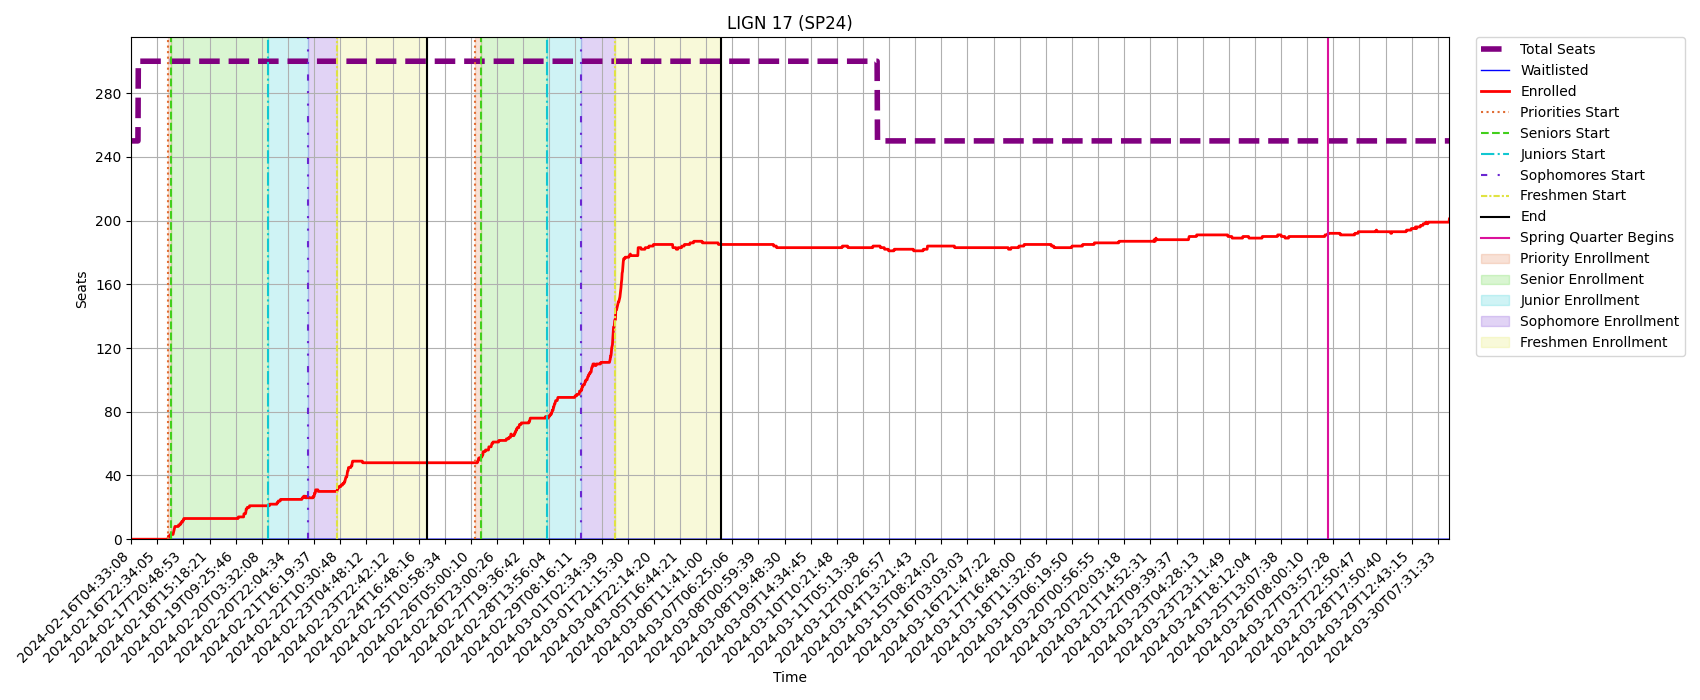 LIGN 17 (SP24)
Total Seats
Waitlisted
Enrolled
Priorities Start
Seniors Start
Juniors Start
Sophomores Start
Freshmen Start
End
Spring Quarter Begins
Priority Enrollment
Senior Enrollment
Junior Enrollment
Sophomore Enrollment
Freshmen Enrollment
Seats
280
240
200
160
120
80
40
0
2024-02-16T04:33:08
2024-02-16T22:34:05
2024-02-17T20:48:53
2024-02-18T15:18:21
2024-02-19T09:25:46
2024-02-20T03:32:08
2024-02-20T22:04:34
2024-02-21T16:19:37
2024-02-22T10:30:48
2024-02-23T04:48:12
2024-02-23T22:42:12
2024-02-24T16:48:16
2024-02-25T10:58:34
2024-02-26T05:00:10
2024-02-26T23:00:26
2024-02-27T19:36:42
2024-02-28T13:56:04
2024-02-29T08:16:11
2024-03-01T02:34:39
2024-03-01T21:15:30
2024-03-04T22:14:20
2024-03-05T16:44:21
2024-03-06T11:41:00
2024-03-07T06:25:06
2024-03-08T00:59:39
2024-03-08T19:48:30
2024-03-09T14:34:45
2024-03-10T10:21:48
2024-03-11T05:13:38
2024-03-12T00:26:57
2024-03-14T13:21:43
2024-03-15T08:24:02
2024-03-16T03:03:03
2024-03-16T21:47:22
2024-03-17T16:48:00
2024-03-18T11:32:05
2024-03-19T06:19:50
2024-03-20T00:56:55
2024-03-20T20:03:18
2024-03-21T14:52:31
2024-03-22T09:39:37
2024-03-23T04:28:13
2024-03-23T23:11:49
2024-03-24T18:12:04
2024-03-25T13:07:38
2024-03-26T08:00:10
2024-03-27T03:57:28
2024-03-27T22:50:47
2024-03-28T17:50:40
2024-03-29T12:43:15
2024-03-30T07:31:33
Time